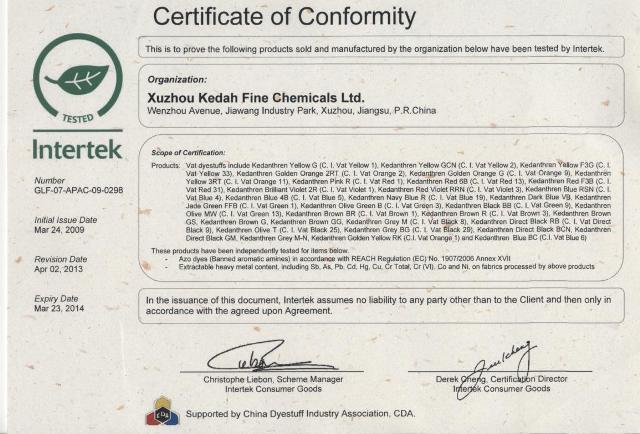 Certificate of Conformity
This is to prove the following products sold and manufactured by the organization below have been tested by Intertek.
TESTED
Intertek
Organization:
Xuzhou Kedah Fine Chemicals Ltd.
Wenzhou Avenue, Jiawang Industry Park, Xuzhou, Jiangsu, P.R.China
Number
GLF-07-APAC-09-0298
Initial Issue Date
Mar 24, 2009
Revision Date
Apr 02, 2013
Expiry Date
Mar 23, 2014
Scope of Certification:
Products: Vat dyestuffs include Kedanthren Yellow G (C. I. Vat Yellow 1), Kedanthren Yellow GCN (C. I. Vat Yellow 2), Kedanthren Yellow F3G (C. I.
Vat Yellow 33), Kedanthren Golden Orange 2RT (C. I. Vat Orange 2), Kedanthren Golden Orange G (C. I. Vat Orange 9), Kedanthren
Yellow 3RT (C. I. Vat Orange 11), Kedanthren Pink R (C. I. Vat Red 1), Kedanthren Red 6B (C. I. Vat Red 13), Kedanthren Red F3B (C. I.
Vat Red 31), Kedanthren Brilliant Violet 2R (C. I. Vat Violet 1), Kedanthren Red Violet RRN (C. I. Vat Violet 3), Kedanthren Blue RSN (C. I.
Vat Blue 4), Kedanthren Blue 4B (C. I. Vat Blue 5), Kedanthren Navy Blue R (C. I. Vat Blue 19), Kedanthren Dark Blue VB, Kedanthren
Jade Green FFB (C. I. Vat Green 1), Kedanthren Olive Green B (C. I. Vat Green 3), Kedanthren Black BB (C. I. Vat Green 9), Kedanthren
Olive MW (C. I. Vat Green 13), Kedanthren Brown BR (C. I. Vat Brown 1), Kedanthren Brown R (C. I. Vat Brown 3), Kedanthren Brown
GS, Kedanthren Brown G, Kedanthren Brown GG, Kedanthren Grey M (C. I. Vat Black 8), Kedanthren Direct Black RB (C. I. Vat Direct
Black 9), Kedanthren Olive T (C. I. Vat Black 25), Kedanthren Grey BG (C. I. Vat Black 29), Kedanthren Direct Black BCN, Kedanthren
Direct Black GM, Kedanthren Grey M-N, Kedanthren Golden Yellow RK (C.I. Vat Orange 1) and Kedanthren Blue BC (C.I. Vat Blue 6)
These products have been independently tested for items below.
- Azo dyes (Banned aromatic amines) in accordance with REACH Regulation (EC) No. 1907/2006 Annex XVII
- Extractable heavy metal content, including Sb, As, Pb, Cd, Hg, Cu, Cr Total, Cr (VI), Co and Ni, on fabrics processed by above products
In the issuance of this document, Intertek assumes no liability to any party other than to the Client and then only in
accordance with the agreed upon Agreement.
Christophe Liebon, Scheme Manager
Intertek Consumer Goods
Derek Cheng, Certification Director
Intertek Consumer Goods
CDA
Supported by China Dyestuff Industry Association, CDA.